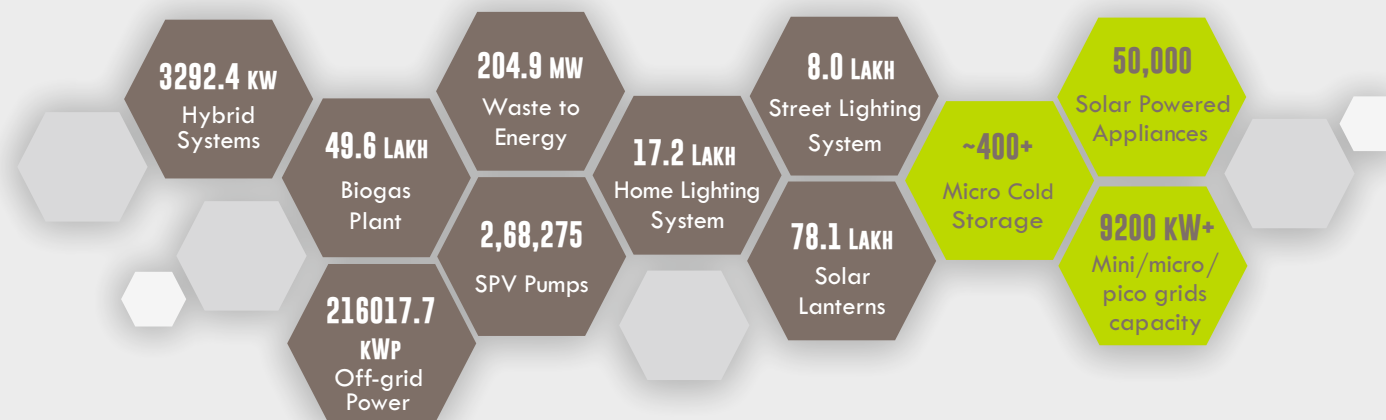 3292.4 KW
Hybrid
Systems
49.6 LAKH
Biogas
Plant
216017.7
KWP
Off-grid
Power
204.9 MW
Waste to
Energy
2,68,275
SPV Pumps
17.2 LAKH
Home Lighting
System
8.0 LAKH
Street Lighting
System
78.1 LAKH
Solar
Lanterns
~400+
Micro Cold
Storage
50,000
Solar Powered
Appliances
9200 KW+
Mini/micro/
pico grids
capacity